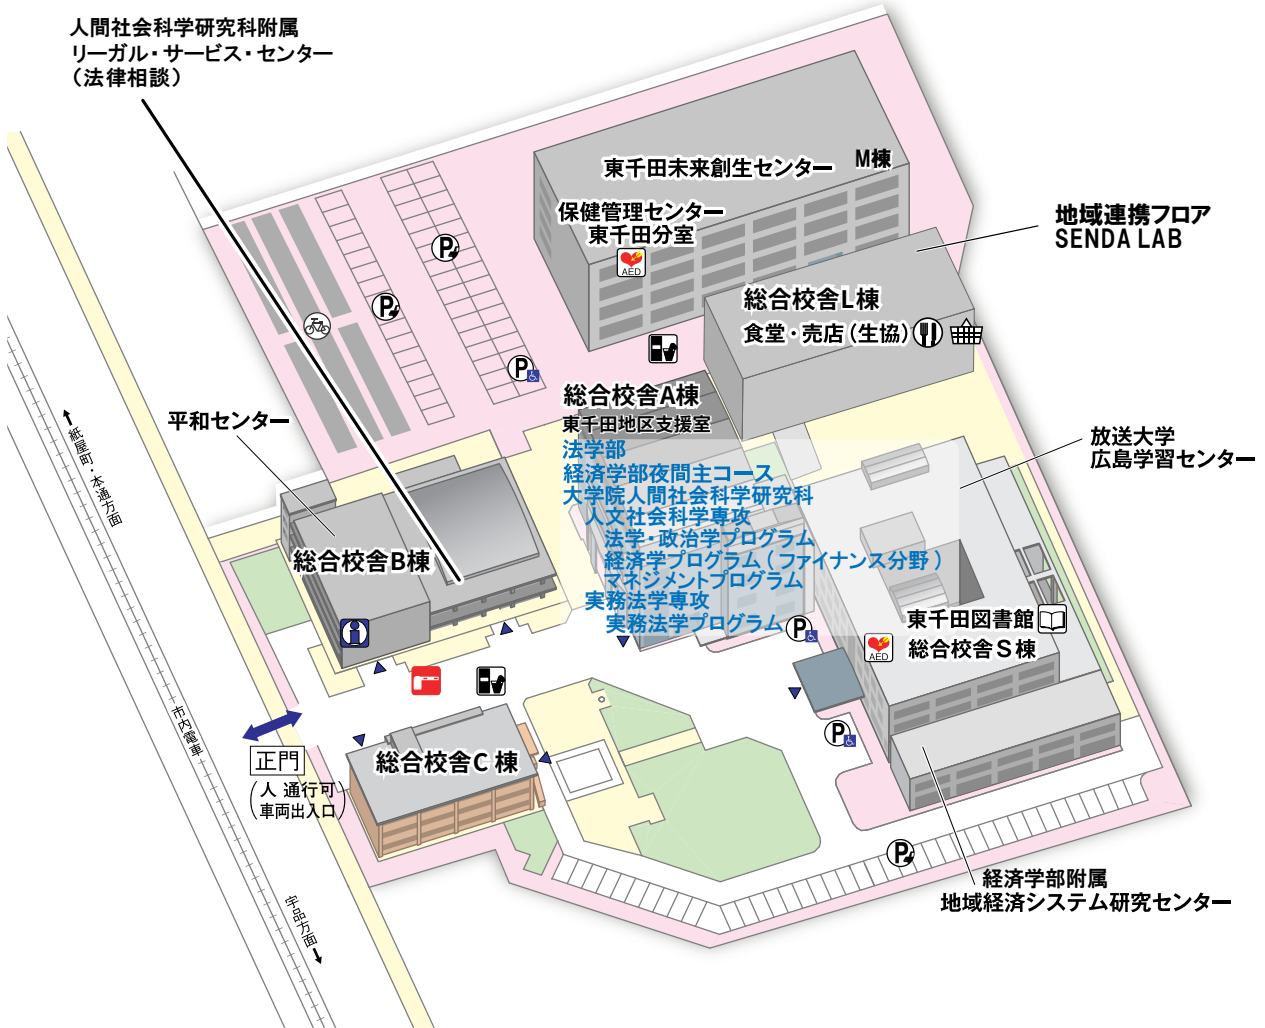 人間社会科学研究科附属
リーガル・サービス・センター
（法律相談）
東千田未来創生センター
M棟
保健管理センター
東千田分室
AED
地域連携フロア
SENDA LAB
総合校舎L棟
食堂・売店（生協）
P
P
P
総合校舎A棟
東千田地区支援室
法学部
経済学部夜間主コース
大学院人間社会科学研究科
人文社会科学専攻
法学・政治学プログラム
経済学プログラム（ファイナンス分野）
マネジメントプログラム
実務法学専攻
実務法学プログラム
平和センター
紙屋町・本通方面
放送大学
広島学習センター
総合校舎B棟
i
P
東千田図書館
総合校舎S棟
AED
市内電車
正門
（人 通行可）
（車両出入口）
総合校舎C棟
P
P
経済学部附属
地域経済システム研究センター
宇品方面